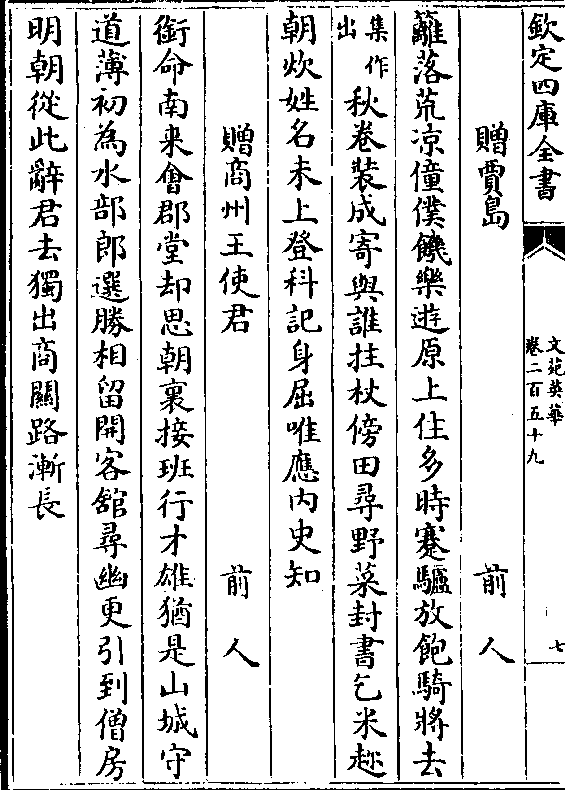 欽定四庫全書
文苑英華
卷二百五十九
七
贈賈島
前人
籬落荒凉僮僕饑樂遊原上住多時蹇驢放飽騎將去
集作
出
秋卷裝成寄與誰拄杖傍田尋野菜封書乞米趂
朝炊姓名未上登科記身屈唯應内史知
贈商州王使君
前人
銜命南來會郡堂却思朝裏接班行才雄猶是山城守
道薄初為水部郎選勝相留開客舘尋幽更引到僧房
明朝從此辭君去獨出商關路漸長